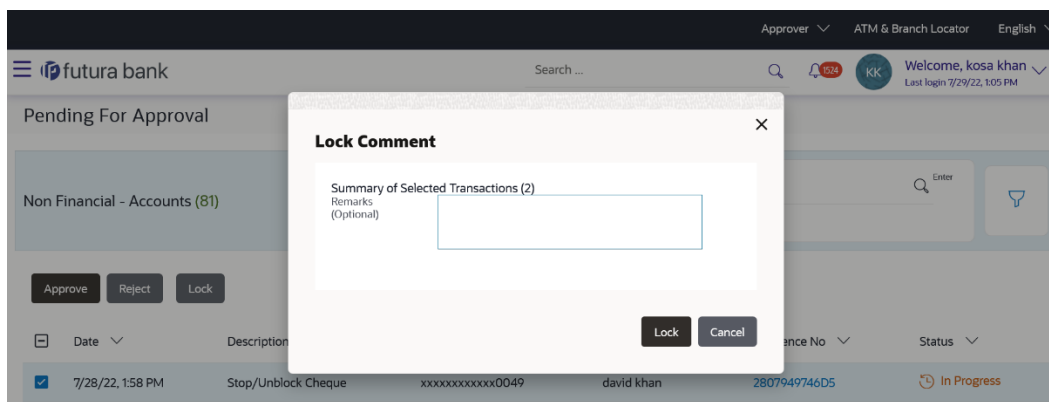 Approver ATM & Branch Locator English
futura bank Search ... 1524 KK Welcome, kosa khan
Last login 7/29/22, 1:05 PM
Pending For Approval
Lock Comment
Summary of Selected Transactions (2)
Remarks
(Optional)
Enter
Non Financial - Accounts (81)
Approve Reject Lock
Lock Cancel
Date Description ence No Status
7/28/22, 1:58 PM Stop/Unblock Cheque xxxxxxxxxxxx0049 david khan 2807949746D5 In Progress